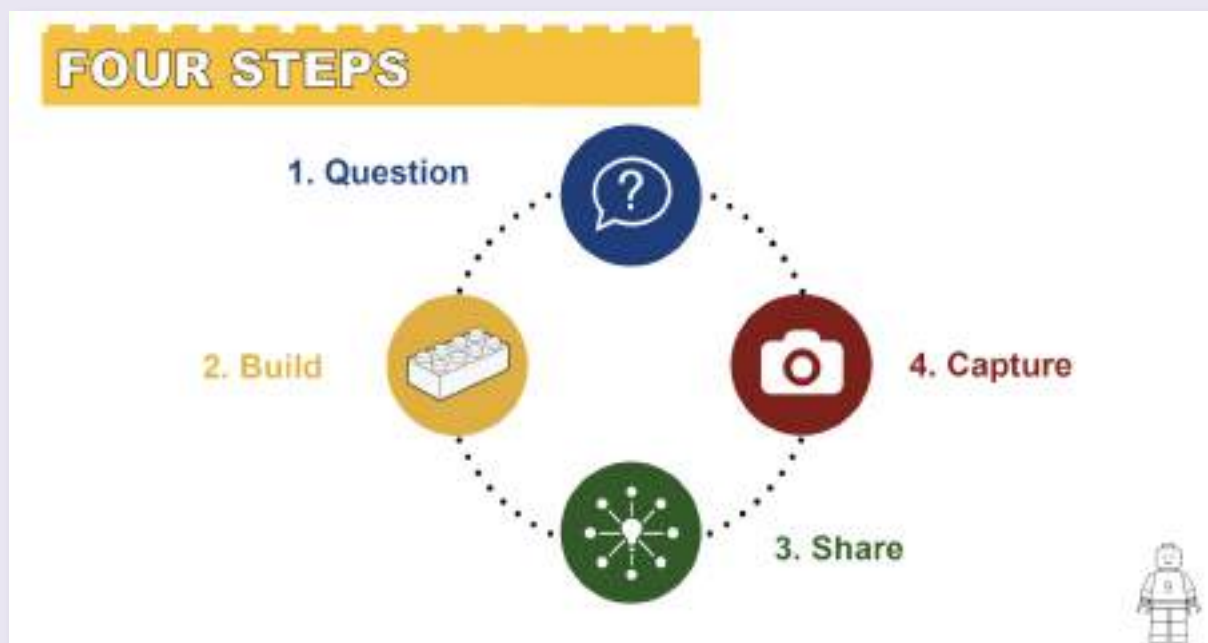 FOUR STEPS
1. Question
?
2. Build
4. Capture
3. Share